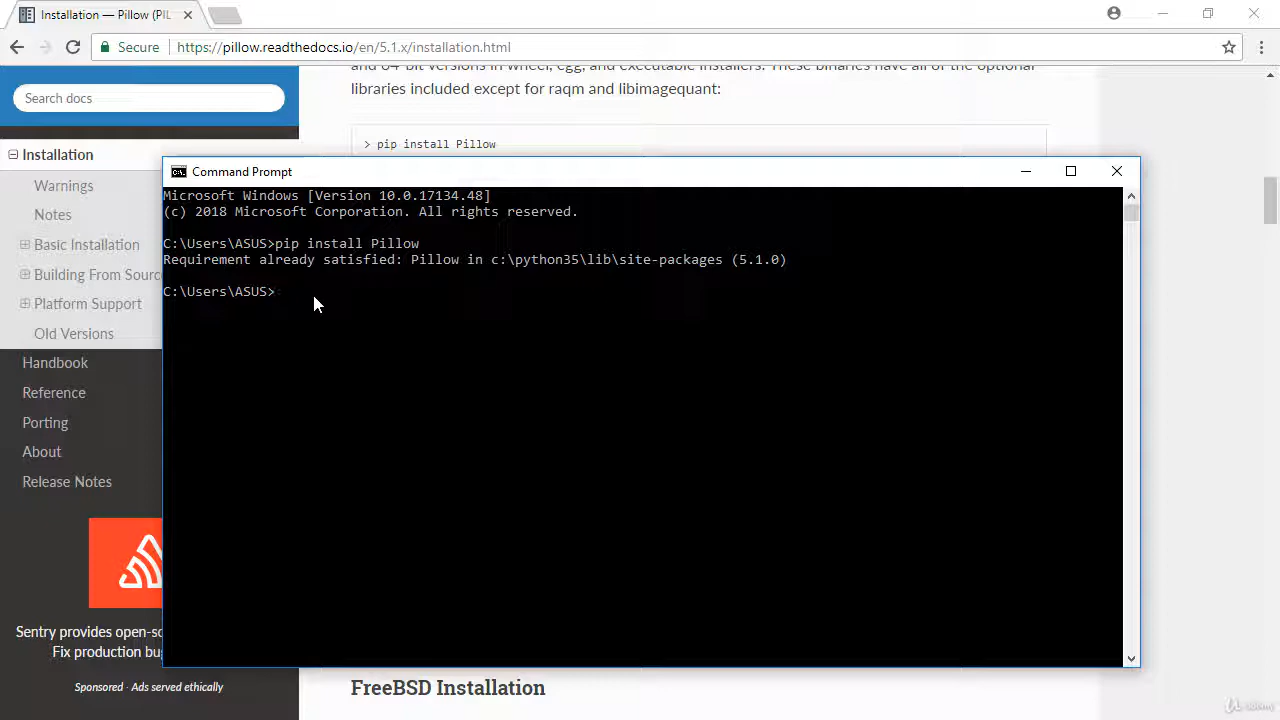 Installation — Pillow (PIL
Secure https://pillow.readthedocs.io/en/5.1.x/installation.html
and 64-bit versions in wheel, egg, and executable installers. These binaries have all of the optional
libraries included except for raqm and libimagequant:
Search docs
> pip install Pillow
Installation
Warnings
Notes
Basic Installation
Building From Sourc
Platform Support
Old Versions
Handbook
Reference
Porting
About
Release Notes
Command Prompt
Microsoft Windows [Version 10.0.17134.48]
(c) 2018 Microsoft Corporation. All rights reserved.
C:\Users\ASUS>pip install Pillow
Requirement already satisfied: Pillow in c:\python35\lib\site-packages (5.1.0)
C:\Users\ASUS>
Sentry provides open-so
Fix production bug
Sponsored · Ads served ethically
FreeBSD Installation
Udemy